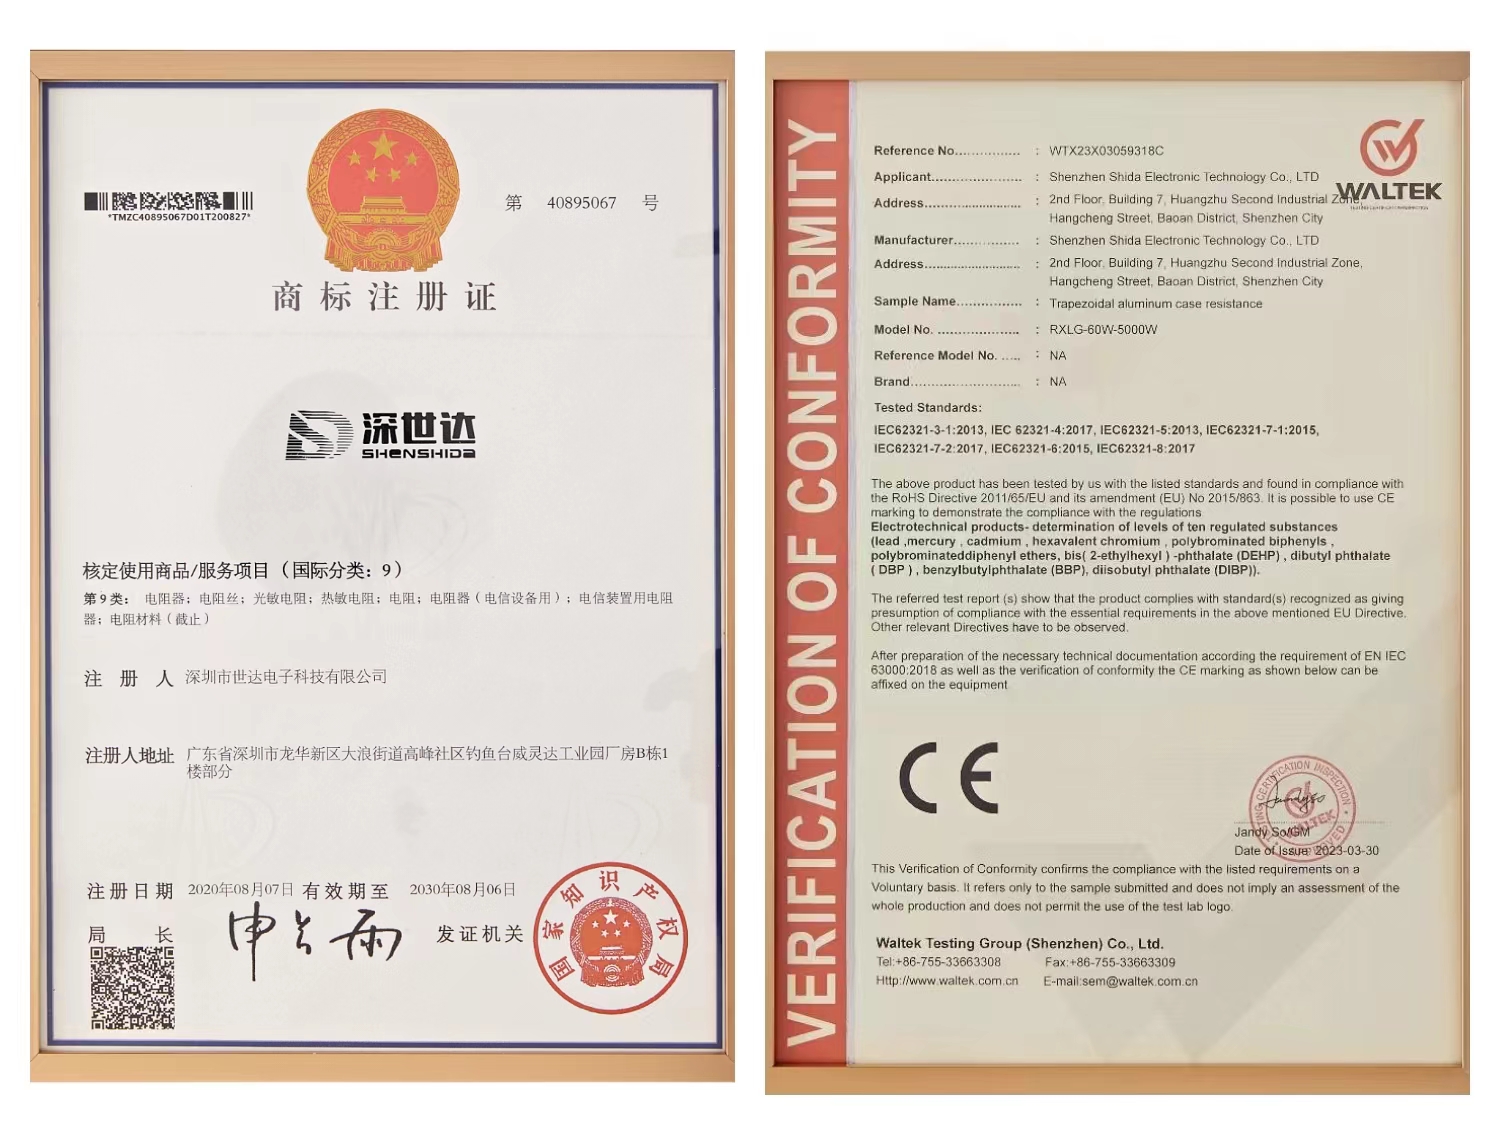 *TMZC40895067D01T200827*
第 40895067 号
商标注册证
深世达
SHENSHIDA
核定使用商品/服务项目（国际分类：9）
第9类： 电阻器；电阻丝；光敏电阻；热敏电阻；电阻；电阻器（电信设备用）；电信装置用电阻
器；电阻材料（截止）
注册人 深圳市世达电子科技有限公司
注册人地址 广东省深圳市龙华新区大浪街道高峰社区钓鱼台威灵达工业园厂房B栋1
楼部分
注册日期 2020年08月07日 有效期至 2030年08月06日
局长 发证机关
国家知识产权局
VERIFICATION OF CONFORMITY
WALTEK
Reference No............... : WTX23X03059318C
Applicant...................... : Shenzhen Shida Electronic Technology Co., LTD
Address........................ : 2nd Floor, Building 7, Huangzhu Second Industrial Zone,
Hangcheng Street, Baoan District, Shenzhen City
Manufacturer................ : Shenzhen Shida Electronic Technology Co., LTD
Address........................ : 2nd Floor, Building 7, Huangzhu Second Industrial Zone,
Hangcheng Street, Baoan District, Shenzhen City
Sample Name................ : Trapezoidal aluminum case resistance
Model No. .................... : RXLG-60W-5000W
Reference Model No. ..... : NA
Brand.......................... : NA
Tested Standards:
IEC62321-3-1:2013, IEC 62321-4:2017, IEC62321-5:2013, IEC62321-7-1:2015,
IEC62321-7-2:2017, IEC62321-6:2015, IEC62321-8:2017
The above product has been tested by us with the listed standards and found in compliance with
the RoHS Directive 2011/65/EU and its amendment (EU) No 2015/863. It is possible to use CE
marking to demonstrate the compliance with the regulations
Electrotechnical products- determination of levels of ten regulated substances
(lead ,mercury , cadmium , hexavalent chromium , polybrominated biphenyls ,
polybrominateddiphenyl ethers, bis( 2-ethylhexyl ) -phthalate (DEHP) , dibutyl phthalate
( DBP ) , benzylbutylphthalate (BBP), diisobutyl phthalate (DIBP)).
The referred test report (s) show that the product complies with standard(s) recognized as giving
presumption of compliance with the essential requirements in the above mentioned EU Directive.
Other relevant Directives have to be observed.
After preparation of the necessary technical documentation according the requirement of EN IEC
63000:2018 as well as the verification of conformity the CE marking as shown below can be
affixed on the equipment
CE
Jandy So/GM
Date of Issue: 2023-03-30
This Verification of Conformity confirms the compliance with the listed requirements on a
Voluntary basis. It refers only to the sample submitted and does not imply an assessment of the
whole production and does not permit the use of the test lab logo.
Waltek Testing Group (Shenzhen) Co., Ltd.
Tel:+86-755-33663308 Fax:+86-755-33663309
Http://www.waltek.com.cn E-mail:sem@waltek.com.cn